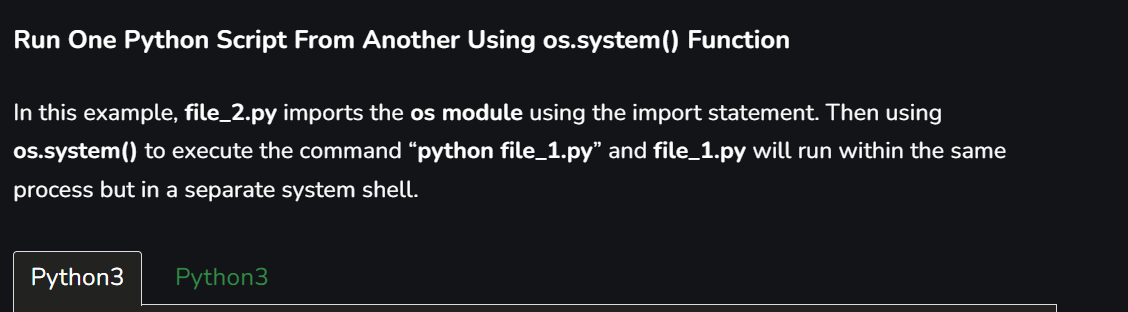 Run One Python Script From Another Using os.system() Function
In this example, file_2.py imports the os module using the import statement. Then using
os.system() to execute the command “python file_1.py” and file_1.py will run within the same
process but in a separate system shell.
Python3 Python3